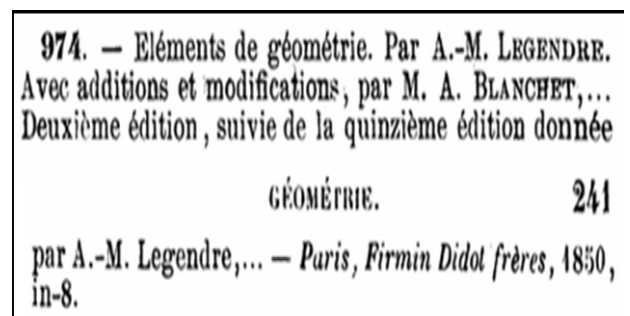 974. — Eléments de géométrie. Par A.-M. LEGENDRE.
Avec additions et modifications, par M. A. BLANCHET,...
Deuxième édition, suivie de la quinzième édition donnée
GÉOMÉTRIE. 241
par A.-M. Legendre,... — Paris, Firmin Didot frères, 1850,
in-8.